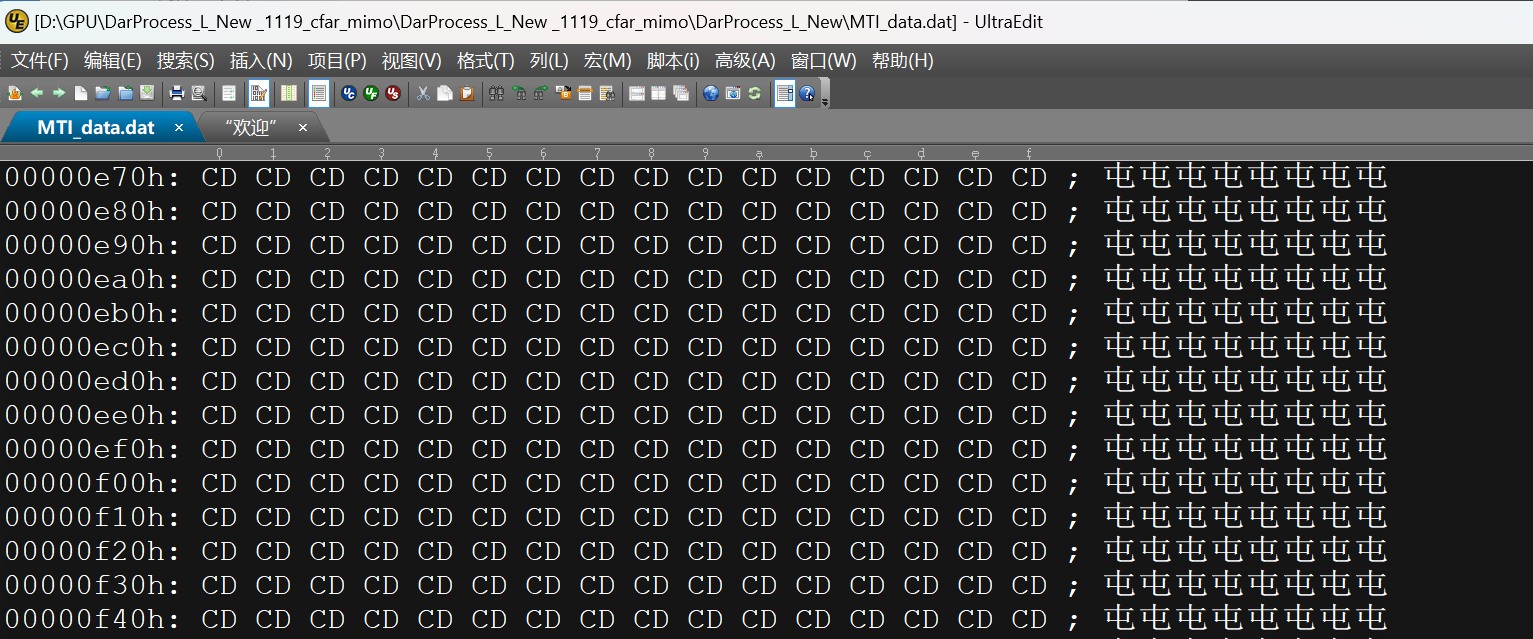 [D:\GPU\DarProcess_L_New _1119_cfar_mimo\DarProcess_L_New _1119_cfar_mimo\DarProcess_L_New\MTI_data.dat] - UltraEdit
文件(F) 编辑(E) 搜索(S) 插入(N) 项目(P) 视图(V) 格式(T) 列(L) 宏(M) 脚本(i) 高级(A) 窗口(W) 帮助(H)
MTI_data.dat × “欢迎” ×
0 1 2 3 4 5 6 7 8 9 a b c d e f
00000e70h: CD CD CD CD CD CD CD CD CD CD CD CD CD CD CD CD ; 屯屯屯屯屯屯屯屯
00000e80h: CD CD CD CD CD CD CD CD CD CD CD CD CD CD CD CD ; 屯屯屯屯屯屯屯屯
00000e90h: CD CD CD CD CD CD CD CD CD CD CD CD CD CD CD CD ; 屯屯屯屯屯屯屯屯
00000ea0h: CD CD CD CD CD CD CD CD CD CD CD CD CD CD CD CD ; 屯屯屯屯屯屯屯屯
00000eb0h: CD CD CD CD CD CD CD CD CD CD CD CD CD CD CD CD ; 屯屯屯屯屯屯屯屯
00000ec0h: CD CD CD CD CD CD CD CD CD CD CD CD CD CD CD CD ; 屯屯屯屯屯屯屯屯
00000ed0h: CD CD CD CD CD CD CD CD CD CD CD CD CD CD CD CD ; 屯屯屯屯屯屯屯屯
00000ee0h: CD CD CD CD CD CD CD CD CD CD CD CD CD CD CD CD ; 屯屯屯屯屯屯屯屯
00000ef0h: CD CD CD CD CD CD CD CD CD CD CD CD CD CD CD CD ; 屯屯屯屯屯屯屯屯
00000f00h: CD CD CD CD CD CD CD CD CD CD CD CD CD CD CD CD ; 屯屯屯屯屯屯屯屯
00000f10h: CD CD CD CD CD CD CD CD CD CD CD CD CD CD CD CD ; 屯屯屯屯屯屯屯屯
00000f20h: CD CD CD CD CD CD CD CD CD CD CD CD CD CD CD CD ; 屯屯屯屯屯屯屯屯
00000f30h: CD CD CD CD CD CD CD CD CD CD CD CD CD CD CD CD ; 屯屯屯屯屯屯屯屯
00000f40h: CD CD CD CD CD CD CD CD CD CD CD CD CD CD CD CD ; 屯屯屯屯屯屯屯屯